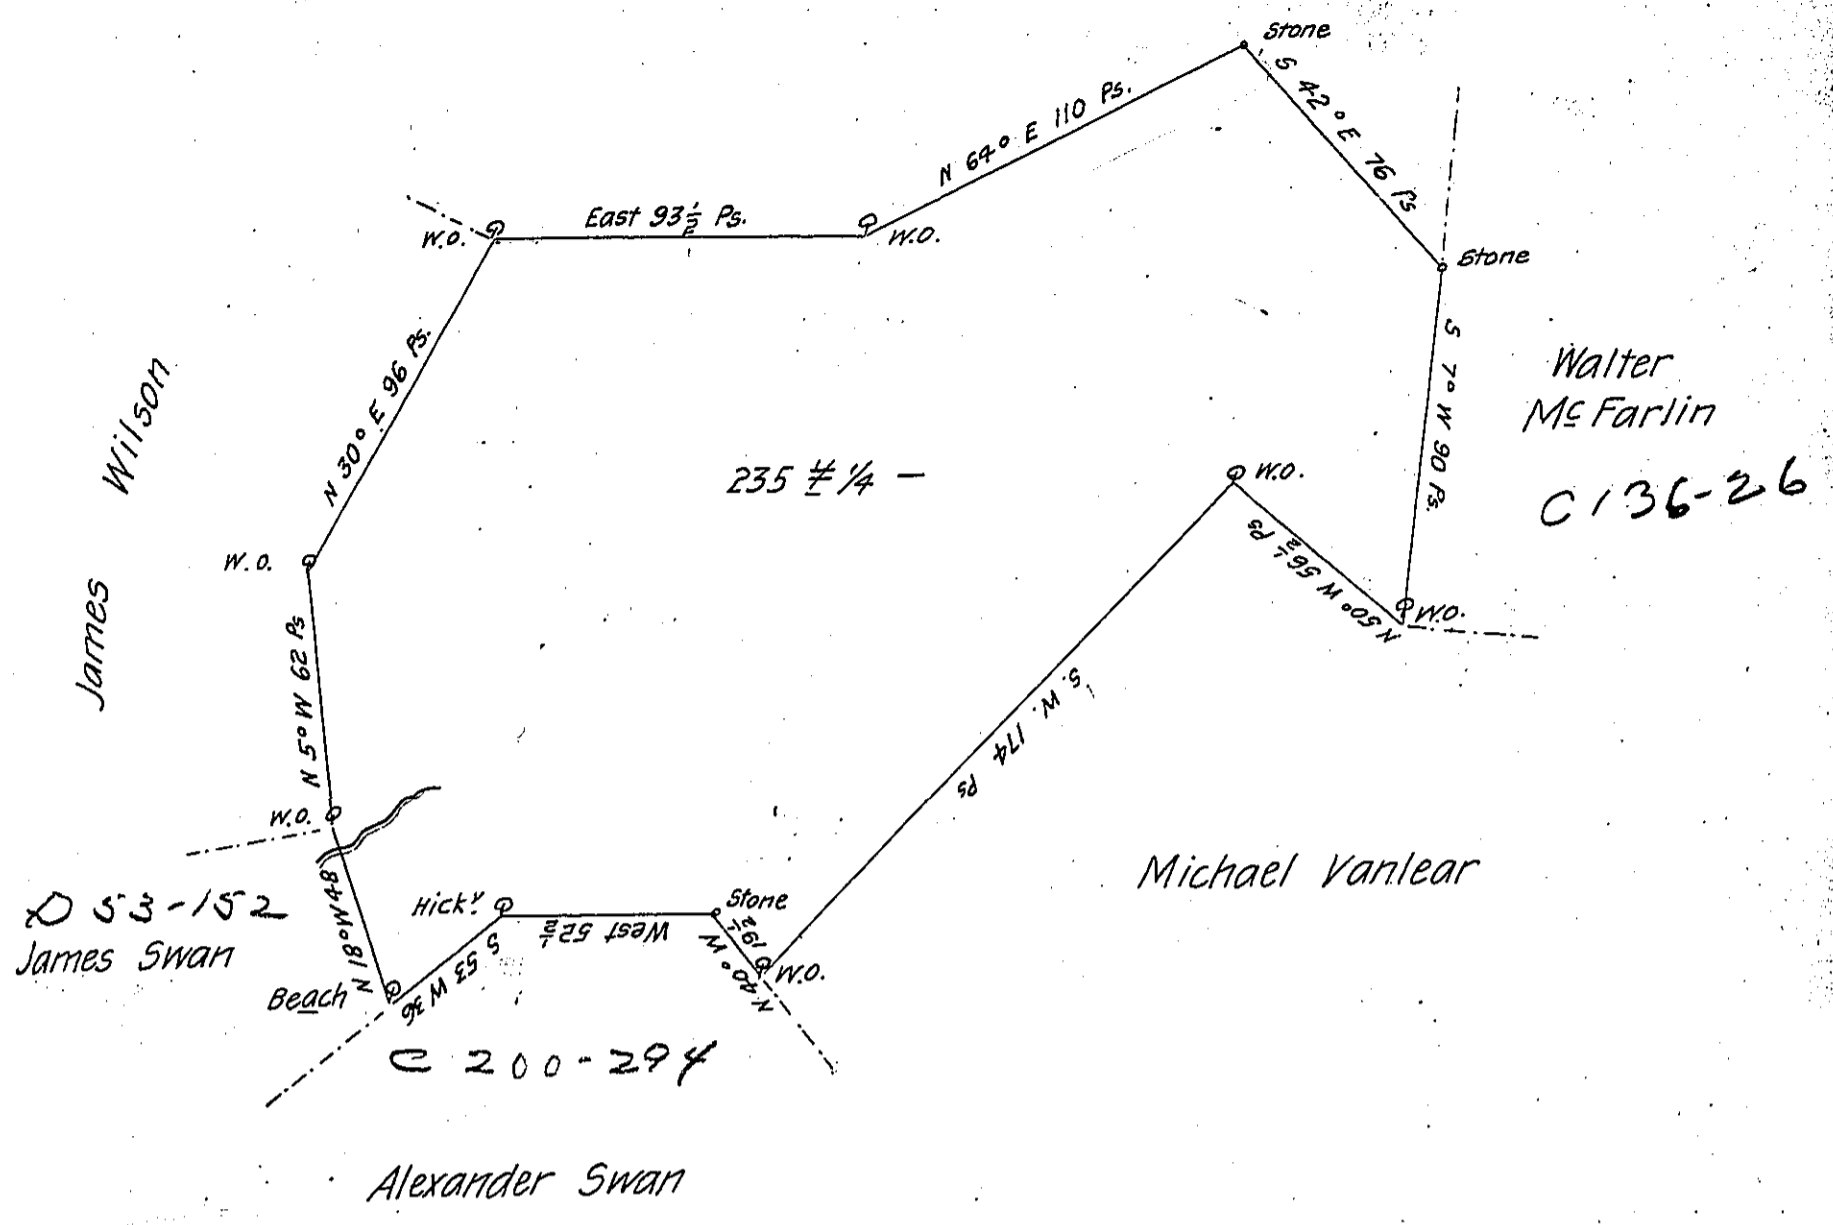 Stone
S 42° E 76 Ps
N 64° E 110 Ps.
East 93½ Ps.
W.O.
W.O.
Stone
N 30° E 96 Ps.
S 7° W 90 Ps.
Walter
McFarlin
C 136-26
James Wilson
235 # ¼ —
W.O.
W.O.
N 50° W 56½ Ps
W.O.
N 5° W 62 Ps
S. W. 174 Ps
W.O.
Michael Vanlear
D 53-152
James Swan
N 18° W 48
Hicky
Stone
West 52½
N 40° W 19½
W.O.
S 53 W 36
Beach
C 200-294
Alexander Swan